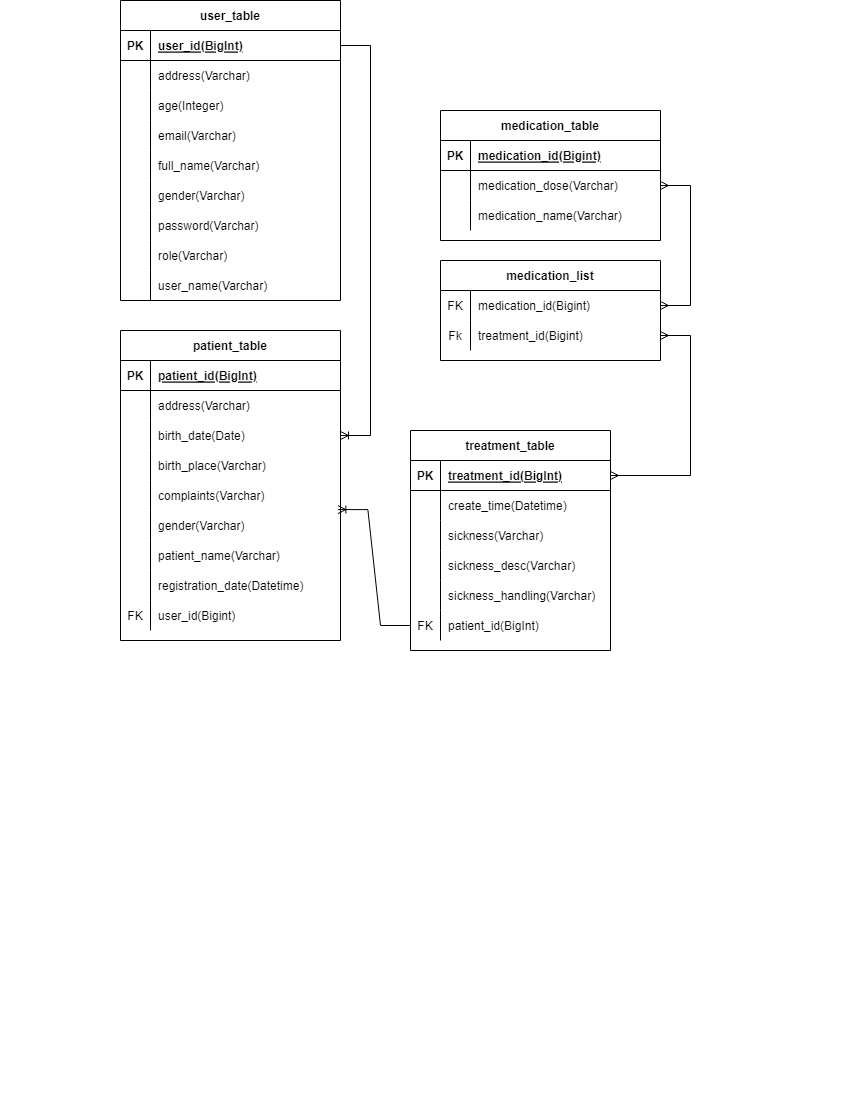 user_table
PK user_id(BigInt)
address(Varchar)
age(Integer)
email(Varchar)
full_name(Varchar)
gender(Varchar)
password(Varchar)
role(Varchar)
user_name(Varchar)
patient_table
PK patient_id(BigInt)
address(Varchar)
birth_date(Date)
birth_place(Varchar)
complaints(Varchar)
gender(Varchar)
patient_name(Varchar)
registration_date(Datetime)
FK user_id(Bigint)
medication_table
PK medication_id(Bigint)
medication_dose(Varchar)
medication_name(Varchar)
medication_list
FK medication_id(Bigint)
Fk treatment_id(Bigint)
treatment_table
PK treatment_id(BigInt)
create_time(Datetime)
sickness(Varchar)
sickness_desc(Varchar)
sickness_handling(Varchar)
FK patient_id(BigInt)